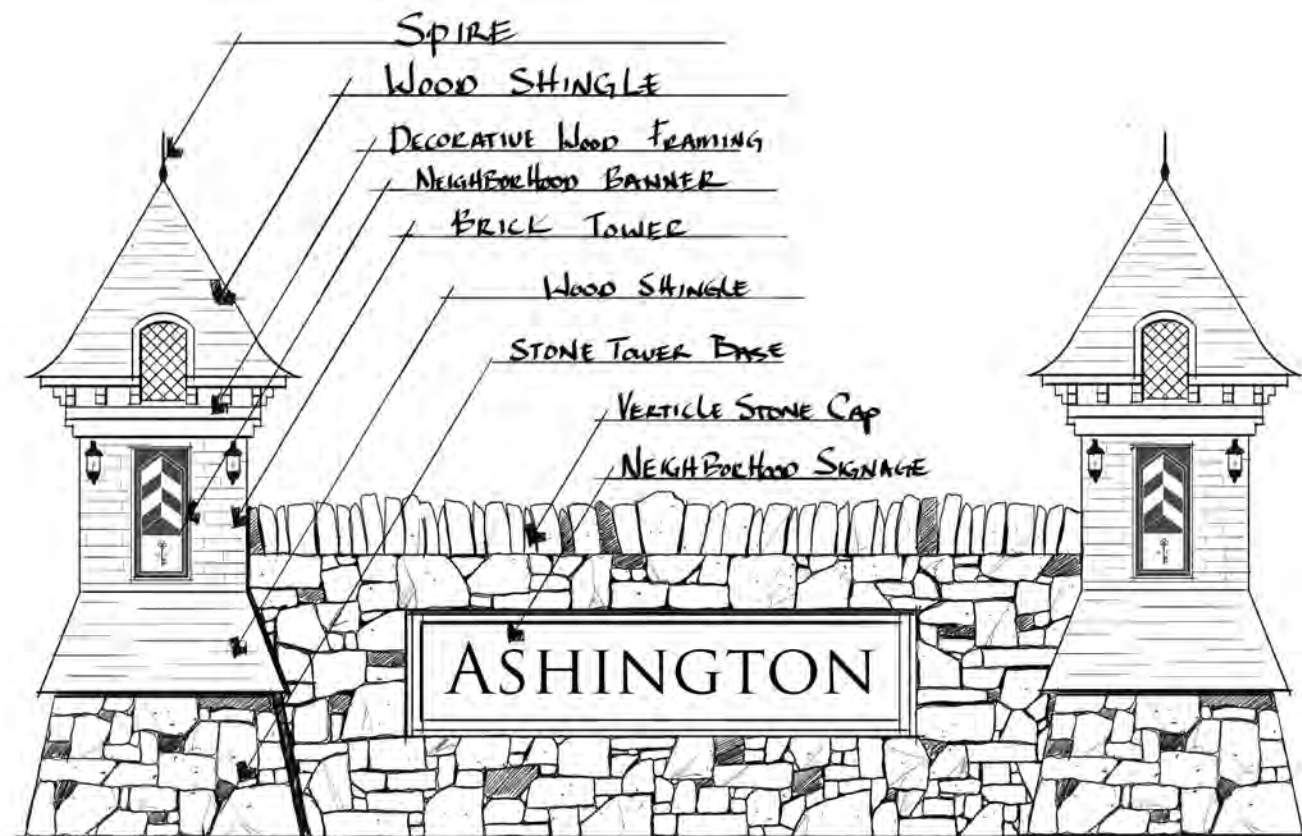 SPIRE
WOOD SHINGLE
DECORATIVE WOOD FRAMING
NEIGHBORHOOD BANNER
BRICK TOWER
WOOD SHINGLE
STONE TOWER BASE
VERTICLE STONE CAP
NEIGHBORHOOD SIGNAGE
ASHINGTON